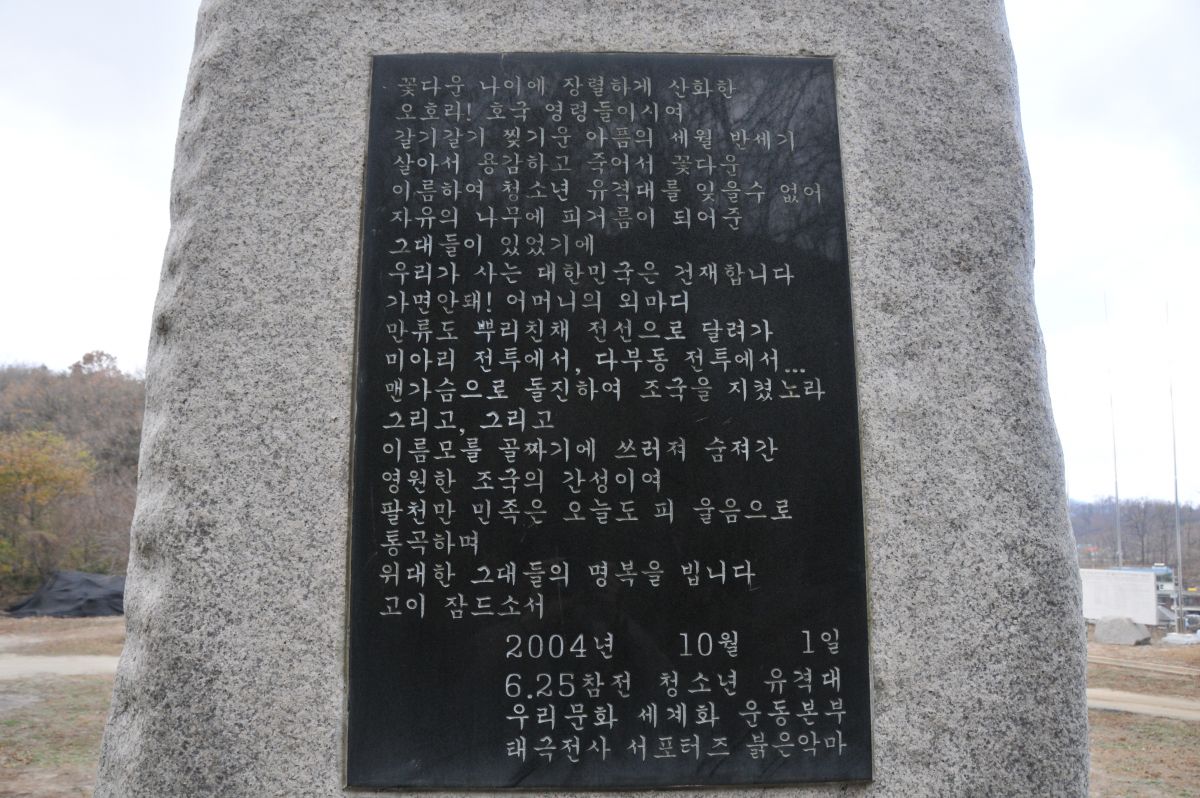 꽃다운 나이에 장렬하게 산화한
오호라! 호국 영령들이시여
갈기갈기 찢기운 아픔의 세월 반세기
살아서 용감하고 죽어서 꽃다운
이름하여 청소년 유격대를 잊을수 없어
자유의 나무에 피거름이 되어준
그대들이 있었기에
우리가 사는 대한민국은 건재합니다
가면안돼! 어머니의 외마디
만류도 뿌리친채 전선으로 달려가
미아리 전투에서, 다부동 전투에서...
맨가슴으로 돌진하여 조국을 지켰노라
그리고, 그리고
이름모를 골짜기에 쓰러져 숨져간
영원한 조국의 간성이여
팔천만 민족은 오늘도 피 울음으로
통곡하며
위대한 그대들의 명복을 빕니다
고이 잠드소서
2004년 10월 1일
6.25참전 청소년 유격대
우리문화 세계화 운동본부
태극전사 서포터즈 붉은악마